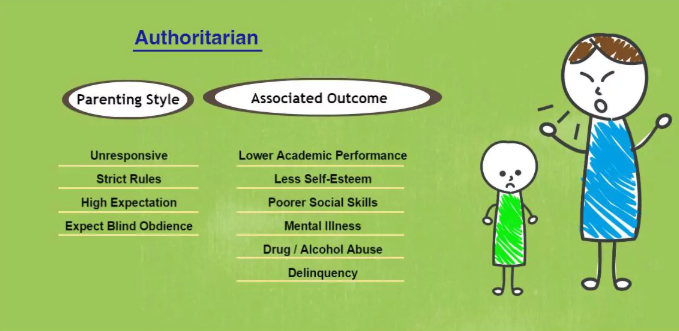 Authoritarian
Parenting Style
Associated Outcome
Unresponsive
Strict Rules
High Expectation
Expect Blind Obdience
Lower Academic Performance
Less Self-Esteem
Poorer Social Skills
Mental Illness
Drug / Alcohol Abuse
Delinquency